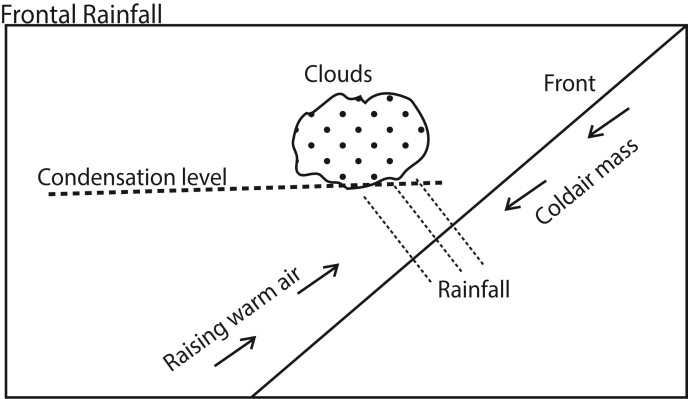 Frontal Rainfall
Clouds
Front
Condensation level
Coldair mass
Raising warm air
Rainfall